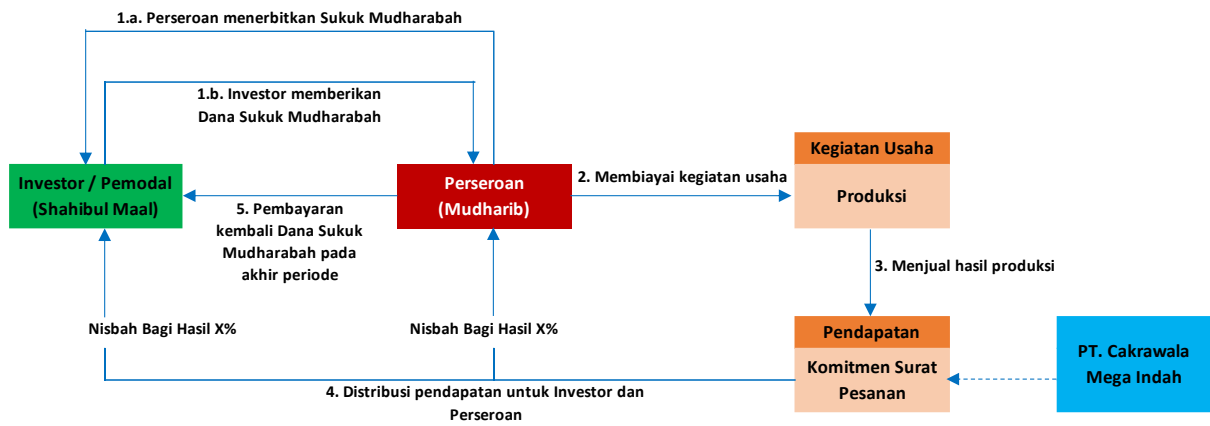 1.a. Perseroan menerbitkan Sukuk Mudharabah
1.b. Investor memberikan
Dana Sukuk Mudharabah
Investor / Pemodal
(Shahibul Maal)
Perseroan
(Mudharib)
2. Membiayai kegiatan usaha
Kegiatan Usaha
Produksi
5. Pembayaran
kembali Dana Sukuk
Mudharabah pada
akhir periode
3. Menjual hasil produksi
Nisbah Bagi Hasil X%
Nisbah Bagi Hasil X%
Pendapatan
Komitmen Surat
Pesanan
PT. Cakrawala
Mega Indah
4. Distribusi pendapatan untuk Investor dan
Perseroan